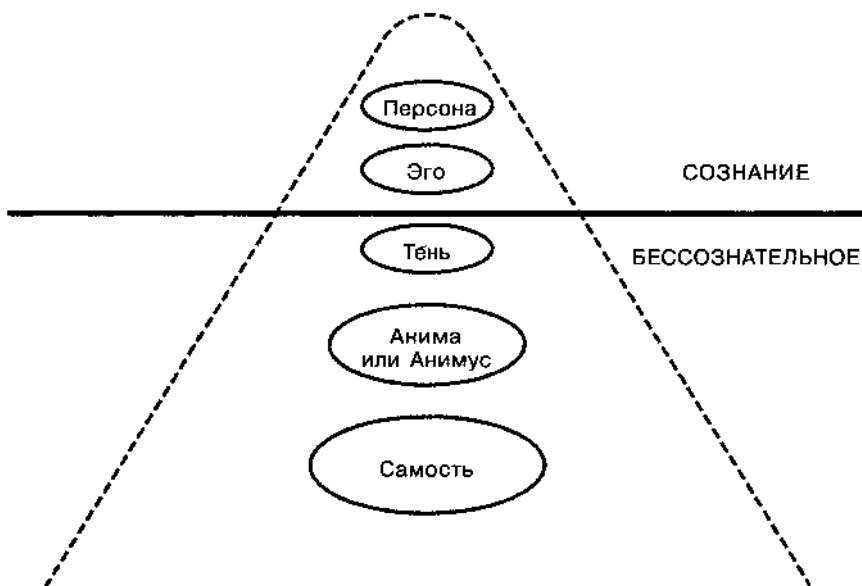 Персона
Эго
СОЗНАНИЕ
Тень
БЕССОЗНАТЕЛЬНОЕ
Анима
или Анимус
Самость